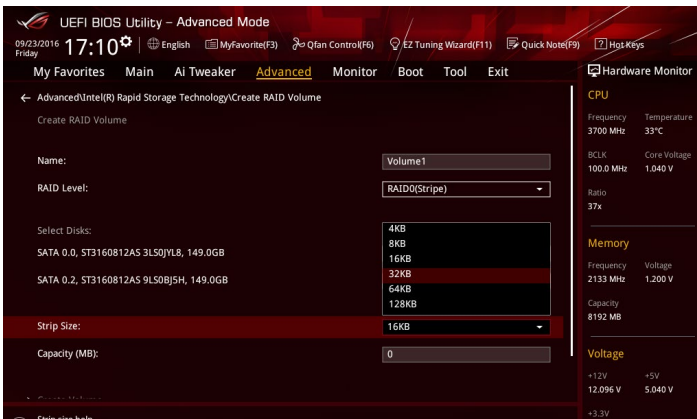 UEFI BIOS Utility – Advanced Mode
09/23/2016 Friday 17:10 English MyFavorite(F3) Qfan Control(F6) EZ Tuning Wizard(F11) Quick Note(F9) Hot Keys
My Favorites Main Ai Tweaker Advanced Monitor Boot Tool Exit
Advanced\Intel(R) Rapid Storage Technology\Create RAID Volume
Create RAID Volume
Name: Volume1
RAID Level: RAID0(Stripe)
Select Disks:
SATA 0.0, ST3160812AS 3LS0JYL8, 149.0GB
SATA 0.2, ST3160812AS 9LS0BJ5H, 149.0GB
4KB
8KB
16KB
32KB
64KB
128KB
Strip Size: 16KB
Capacity (MB): 0
Create Volume
Strip size help
Hardware Monitor
CPU
Frequency Temperature
3700 MHz 33°C
BCLK Core Voltage
100.0 MHz 1.040 V
Ratio
37x
Memory
Frequency Voltage
2133 MHz 1.200 V
Capacity
8192 MB
Voltage
+12V +5V
12.096 V 5.040 V
+3.3V